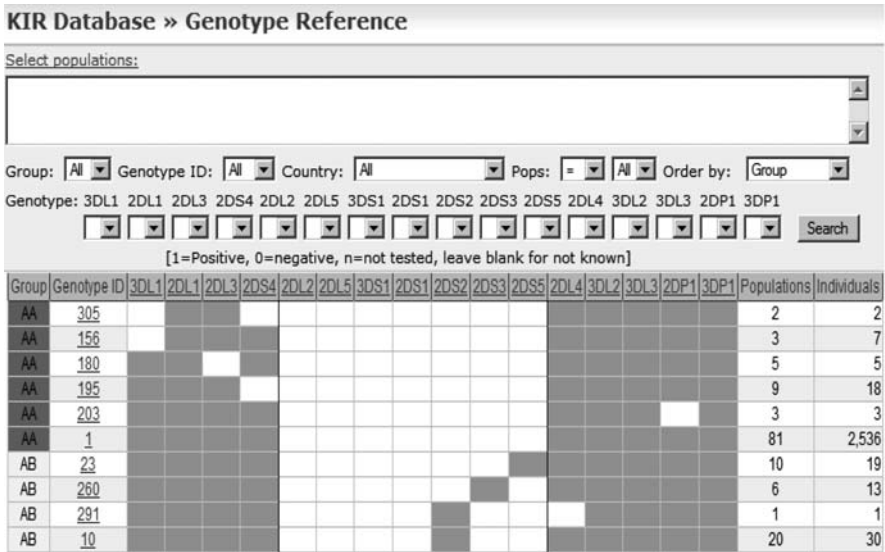 KIR Database » Genotype Reference
Select populations:
Group: All Genotype ID: All Country: All Pops: = All Order by: Group
Genotype: 3DL1 2DL1 2DL3 2DS4 2DL2 2DL5 3DS1 2DS1 2DS2 2DS3 2DS5 2DL4 3DL2 3DL3 2DP1 3DP1
Search
[1=Positive, 0=negative, n=not tested, leave blank for not known]
Group Genotype ID 3DL1 2DL1 2DL3 2DS4 2DL2 2DL5 3DS1 2DS1 2DS2 2DS3 2DS5 2DL4 3DL2 3DL3 2DP1 3DP1 Populations Individuals
AA 305 2 2
AA 156 3 7
AA 180 5 5
AA 195 9 18
AA 203 3 3
AA 1 81 2,536
AB 23 10 19
AB 260 6 13
AB 291 1 1
AB 10 20 30